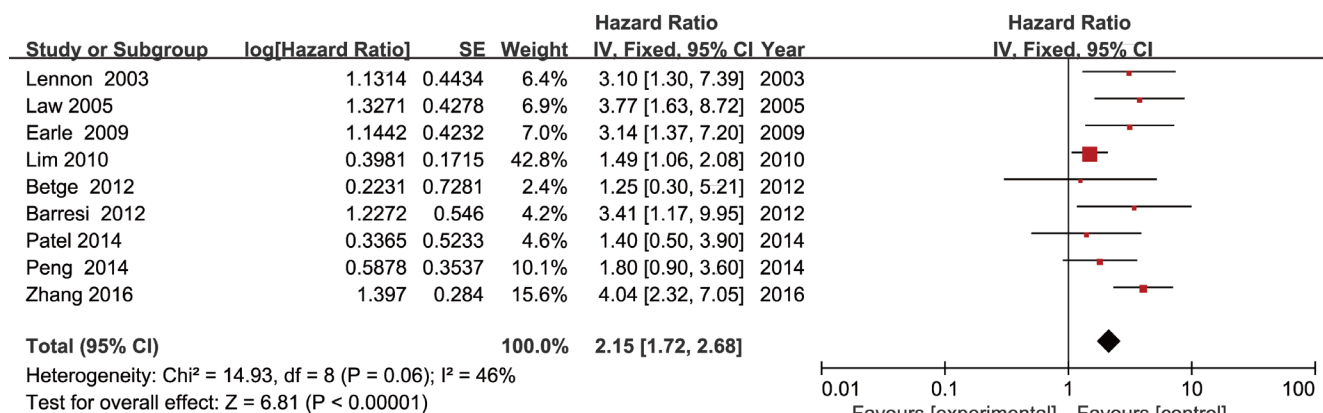 Hazard Ratio Hazard Ratio
Study or Subgroup log[Hazard Ratio] SE Weight IV, Fixed, 95% CI Year IV, Fixed, 95% CI
Lennon 2003 1.1314 0.4434 6.4% 3.10 [1.30, 7.39] 2003
Law 2005 1.3271 0.4278 6.9% 3.77 [1.63, 8.72] 2005
Earle 2009 1.1442 0.4232 7.0% 3.14 [1.37, 7.20] 2009
Lim 2010 0.3981 0.1715 42.8% 1.49 [1.06, 2.08] 2010
Betge 2012 0.2231 0.7281 2.4% 1.25 [0.30, 5.21] 2012
Barresi 2012 1.2272 0.546 4.2% 3.41 [1.17, 9.95] 2012
Patel 2014 0.3365 0.5233 4.6% 1.40 [0.50, 3.90] 2014
Peng 2014 0.5878 0.3537 10.1% 1.80 [0.90, 3.60] 2014
Zhang 2016 1.397 0.284 15.6% 4.04 [2.32, 7.05] 2016
Total (95% CI) 100.0% 2.15 [1.72, 2.68]
Heterogeneity: Chi² = 14.93, df = 8 (P = 0.06); I² = 46%
Test for overall effect: Z = 6.81 (P < 0.00001)
0.01 0.1 1 10 100
Favours [experimental] Favours [control]